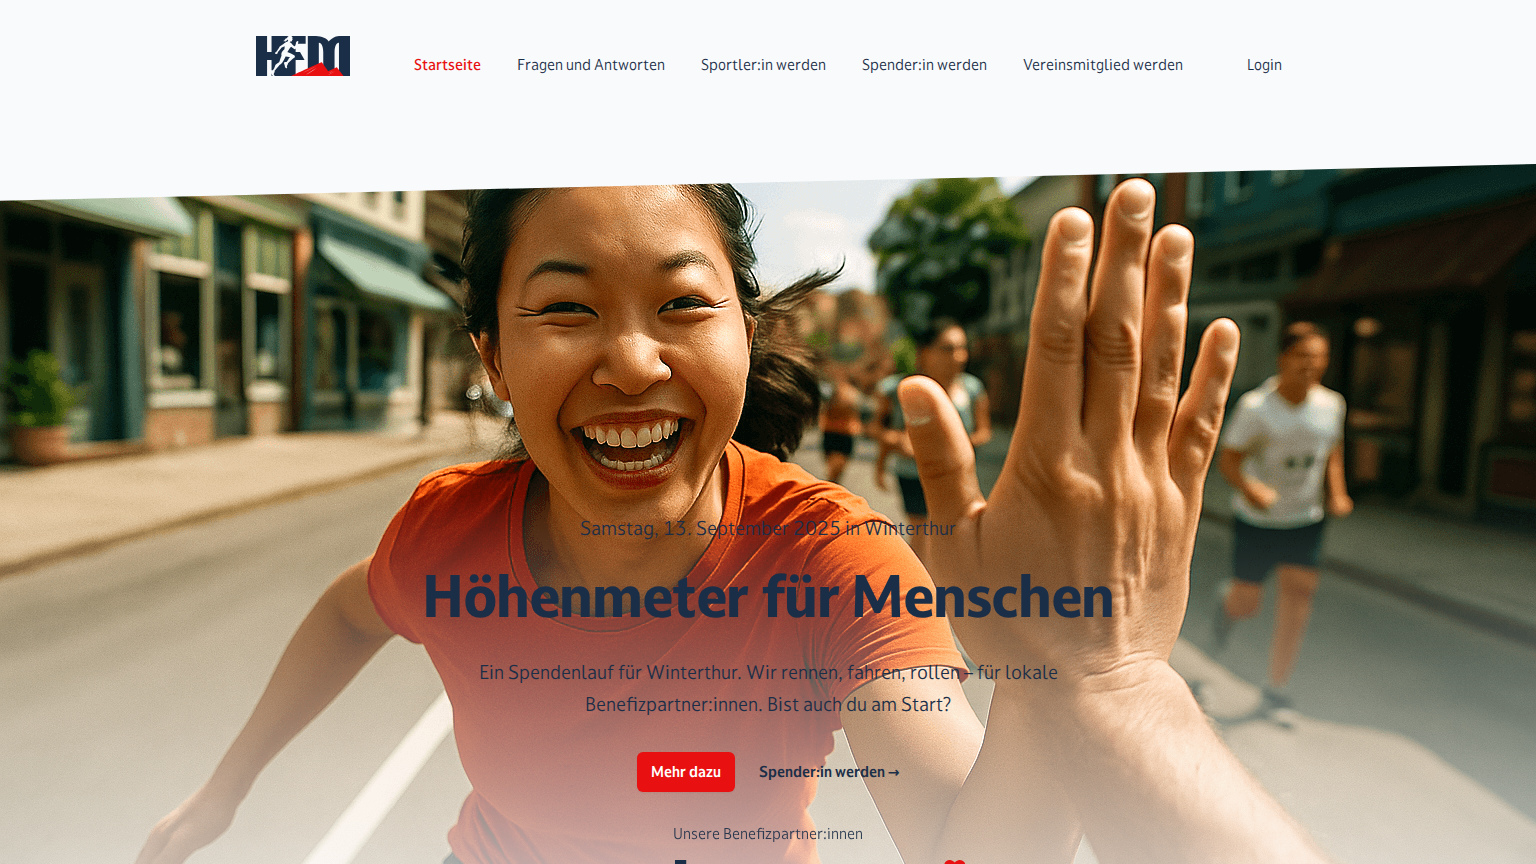 HFM
Startseite
Fragen und Antworten
Sportler:in werden
Spender:in werden
Vereinsmitglied werden
Login
Samstag, 13. September 2025 in Winterthur
Höhenmeter für Menschen
Ein Spendenlauf für Winterthur. Wir rennen, fahren, rollen – für lokale
Benefizpartner:innen. Bist auch du am Start?
Mehr dazu
Spender:in werden →
Unsere Benefizpartner:innen